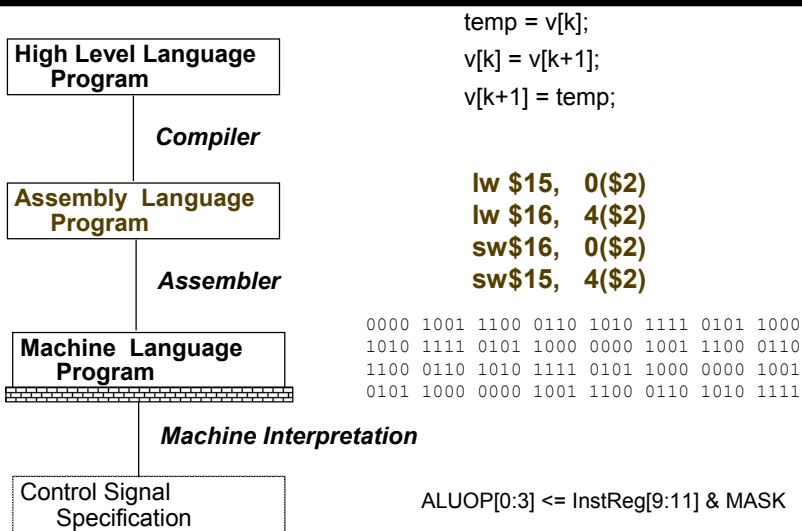 temp = v[k];
High Level Language
Program
v[k] = v[k+1];
v[k+1] = temp;
Compiler
Assembly Language
Program
lw $15, 0($2)
lw $16, 4($2)
sw$16, 0($2)
sw$15, 4($2)
Assembler
0000 1001 1100 0110 1010 1111 0101 1000
1010 1111 0101 1000 0000 1001 1100 0110
1100 0110 1010 1111 0101 1000 0000 1001
0101 1000 0000 1001 1100 0110 1010 1111
Machine Language
Program
Machine Interpretation
Control Signal
Specification
ALUOP[0:3] <= InstReg[9:11] & MASK